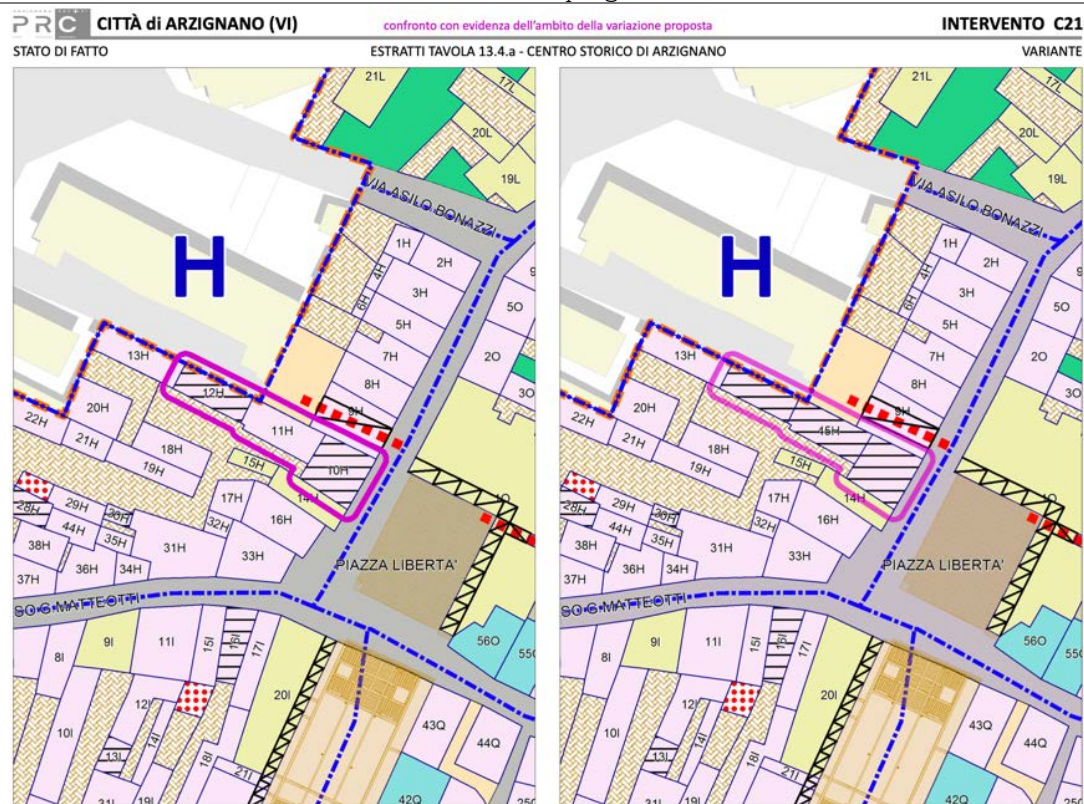 PRC CITTÀ di ARZIGNANO (VI) confronto con evidenza dell'ambito della variazione proposta INTERVENTO C21
STATO DI FATTO ESTRATTI TAVOLA 13.4.a - CENTRO STORICO DI ARZIGNANO VARIANTE
21L
17L
20L
19L
VIA ASILO BONAZZI
H
1H
2H
4H
3H
6H
5H
5O
7H
2O
13H
8H
3O
12H
9H
20H
11H
22H
21H
18H
15H
10H
19H
14H
17H
28H
29H
30H
32H
16H
44H
35H
38H
31H
33H
36H
34H
37H
PIAZZA LIBERTA'
SO G.MATTEOTTI
9I
11I
15I
16I
17I
8I
56O
55
20I
12I
10I
14I
13I
18I
43Q
44Q
21I
31I
19I
42Q
25
21L
17L
20L
19L
VIA ASILO BONAZZI
H
1H
2H
4H
3H
6H
5H
5O
7H
2O
13H
8H
3O
9H
20H
45H
22H
21H
18H
15H
19H
14H
17H
28H
29H
30H
32H
16H
44H
35H
38H
31H
33H
36H
34H
37H
PIAZZA LIBERTA'
SO G.MATTEOTTI
9I
11I
15I
16I
17I
8I
56O
55
20I
12I
10I
14I
13I
18I
43Q
44Q
21I
31I
19I
42Q
25